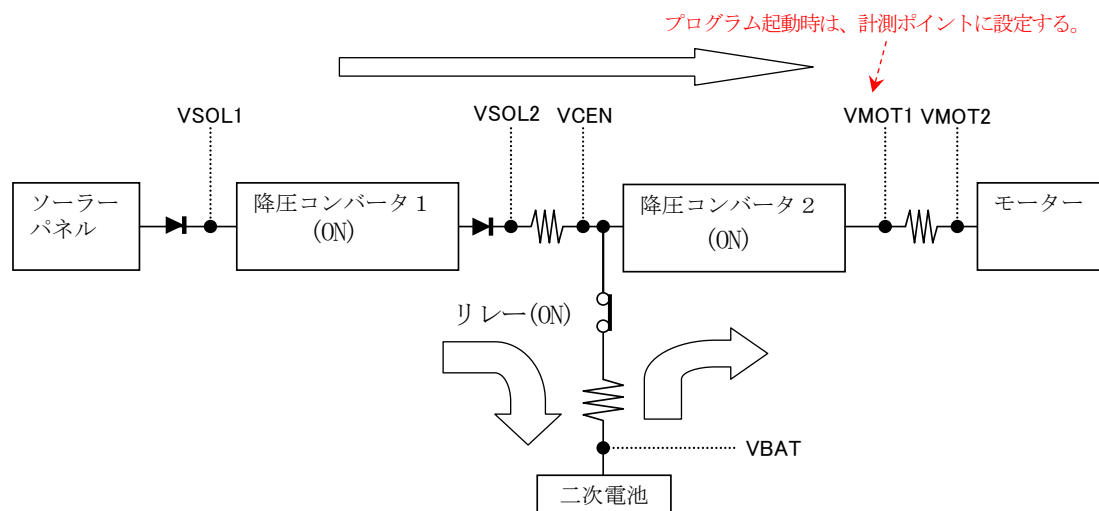 プログラム起動時は、計測ポイントに設定する。
VSOL1
VSOL2
VCEN
VMOT1
VMOT2
ソーラー
パネル
降圧コンバータ１
(ON)
降圧コンバータ２
(ON)
モーター
リレー(ON)
VBAT
二次電池